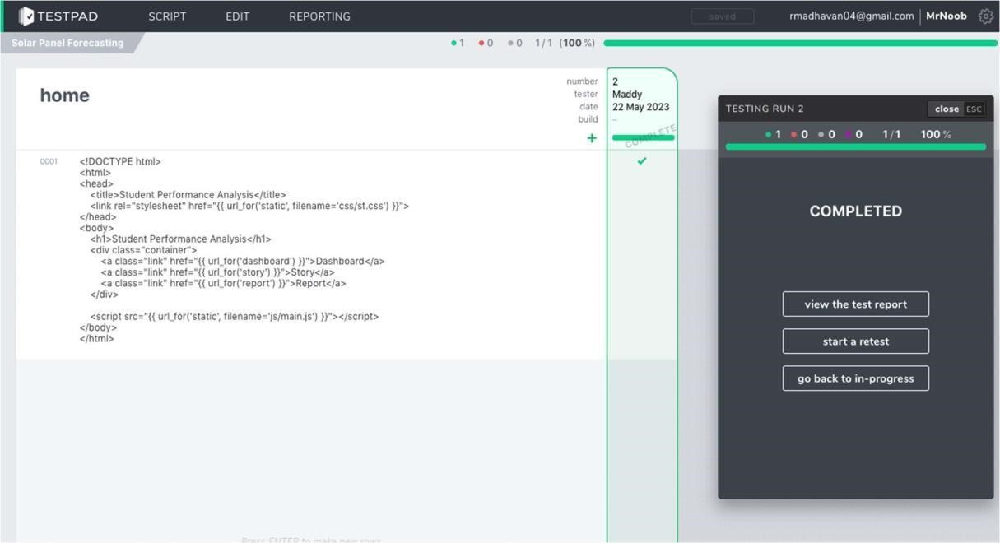 TESTPAD SCRIPT EDIT REPORTING saved rmadhavan04@gmail.com MrNoob
Solar Panel Forecasting 1 0 0 1/1 (100%)
home
number 2
tester Maddy
date 22 May 2023
build –
+ COMPLETE
0001 <!DOCTYPE html>
<html>
<head>
<title>Student Performance Analysis</title>
<link rel="stylesheet" href="{{ url_for('static', filename='css/st.css') }}">
</head>
<body>
<h1>Student Performance Analysis</h1>
<div class="container">
<a class="link" href="{{ url_for('dashboard') }}">Dashboard</a>
<a class="link" href="{{ url_for('story') }}">Story</a>
<a class="link" href="{{ url_for('report') }}">Report</a>
</div>
<script src="{{ url_for('static', filename='js/main.js') }}"></script>
</body>
</html>
Press ENTER to make new rows
TESTING RUN 2 close ESC
1 0 0 0 1/1 100%
COMPLETED
view the test report
start a retest
go back to in-progress